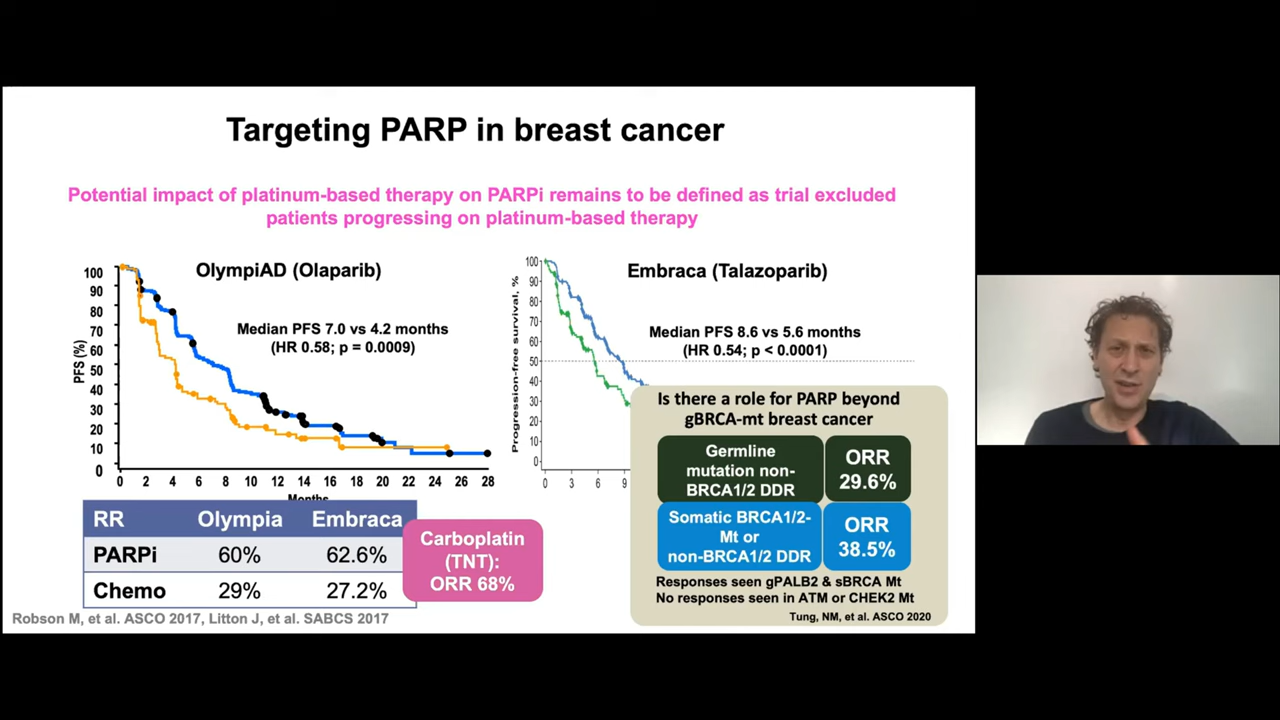 Targeting PARP in breast cancer
Potential impact of platinum-based therapy on PARPi remains to be defined as trial excluded
patients progressing on platinum-based therapy
OlympiAD (Olaparib)
Median PFS 7.0 vs 4.2 months
(HR 0.58; p = 0.0009)
PFS (%)
100
90
80
70
60
50
40
30
20
10
0
0 2 4 6 8 10 12 14 16 18 20 22 24 26 28
Months
Embraca (Talazoparib)
Median PFS 8.6 vs 5.6 months
(HR 0.54; p < 0.0001)
Progression-free survival, %
100
90
80
70
60
50
40
30
20
10
0
0 3 6 9
Is there a role for PARP beyond
gBRCA-mt breast cancer
Germline
mutation non-
BRCA1/2 DDR
ORR
29.6%
Somatic BRCA1/2-
Mt or
non-BRCA1/2 DDR
ORR
38.5%
Responses seen gPALB2 & sBRCA Mt
No responses seen in ATM or CHEK2 Mt
Tung, NM, et al. ASCO 2020
RR Olympia Embraca
PARPi 60% 62.6%
Chemo 29% 27.2%
Carboplatin
(TNT):
ORR 68%
Robson M, et al. ASCO 2017, Litton J, et al. SABCS 2017